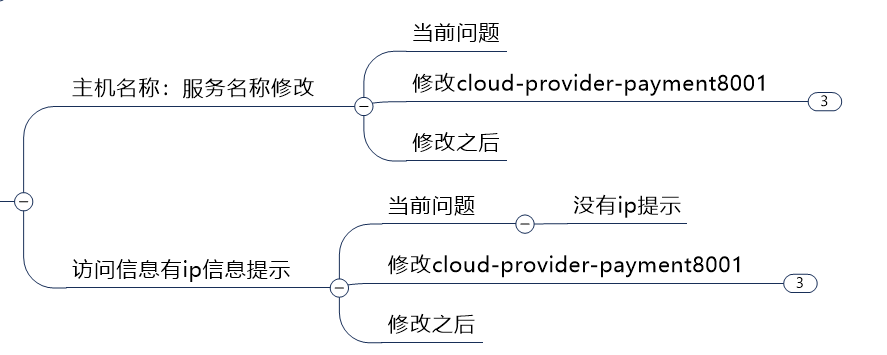 主机名称：服务名称修改
当前问题
修改cloud-provider-payment8001
3
修改之后
访问信息有ip信息提示
当前问题
没有ip提示
修改cloud-provider-payment8001
3
修改之后